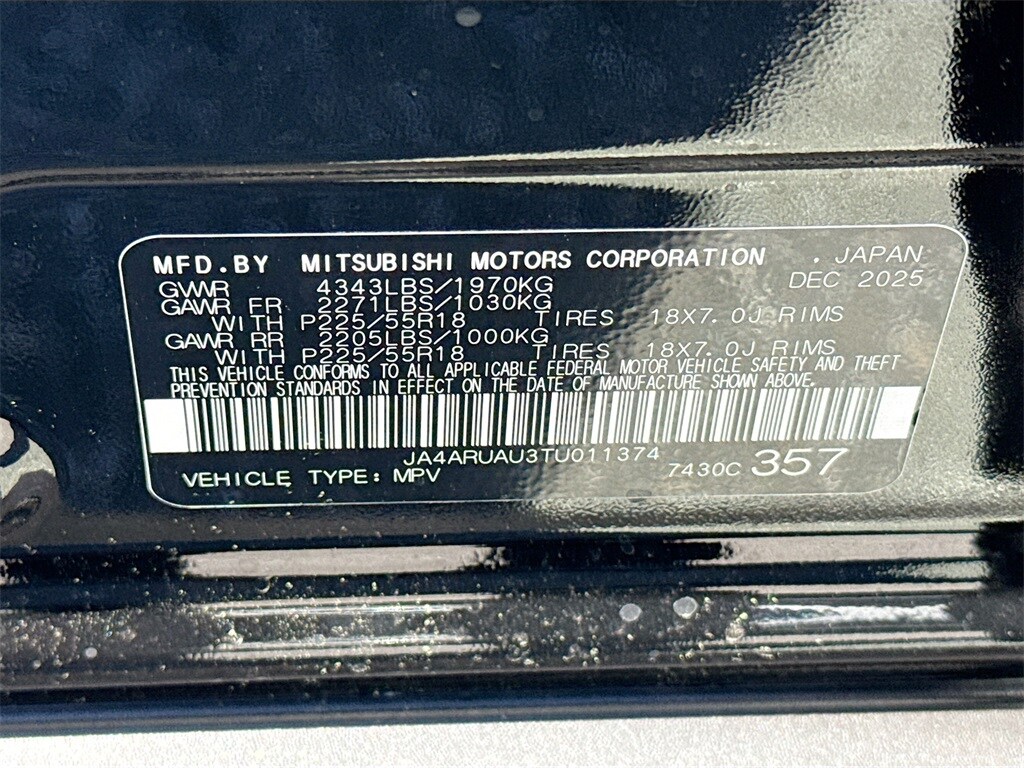 MFD.BY MITSUBISHI MOTORS CORPORATION . JAPAN
GVWR 4343LBS/1970KG DEC 2025
GAWR FR 2271LBS/1030KG
WITH P225/55R18 TIRES 18X7.0J RIMS
GAWR RR 2205LBS/1000KG
WITH P225/55R18 TIRES 18X7.0J RIMS
THIS VEHICLE CONFORMS TO ALL APPLICABLE FEDERAL MOTOR VEHICLE SAFETY AND THEFT
PREVENTION STANDARDS IN EFFECT ON THE DATE OF MANUFACTURE SHOWN ABOVE.
JA4ARUAU3TU011374
VEHICLE TYPE: MPV 7430C 357